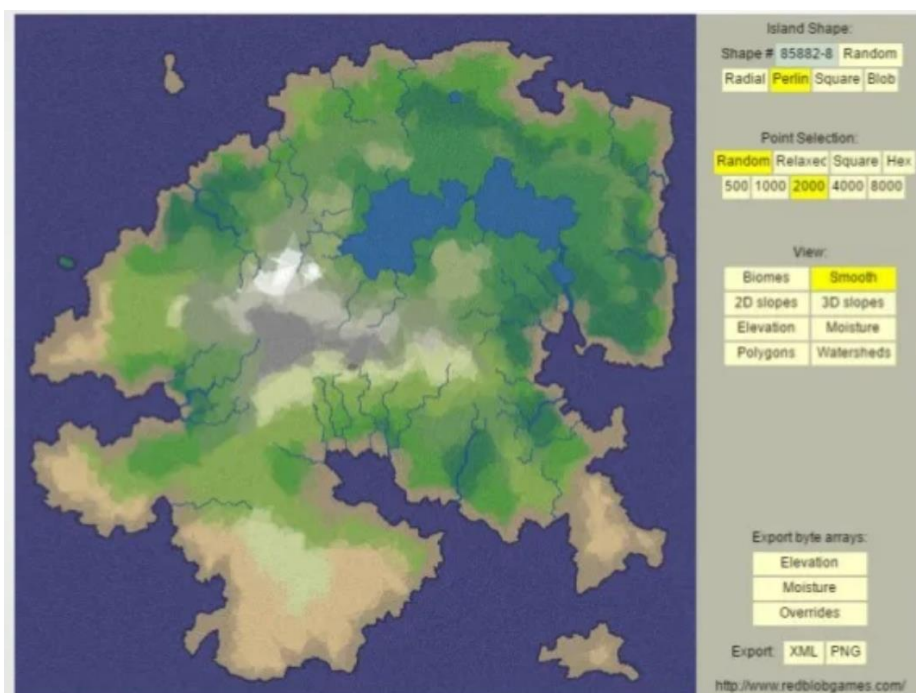 Island Shape:
Shape # 85882-8 Random
Radial Perlin Square Blob
Point Selection:
Random Relaxec Square Hex
500 1000 2000 4000 8000
View:
Biomes Smooth
2D slopes 3D slopes
Elevation Moisture
Polygons Watersheds
Export byte arrays:
Elevation
Moisture
Overrides
Export: XML PNG
http://www.redblobgames.com/